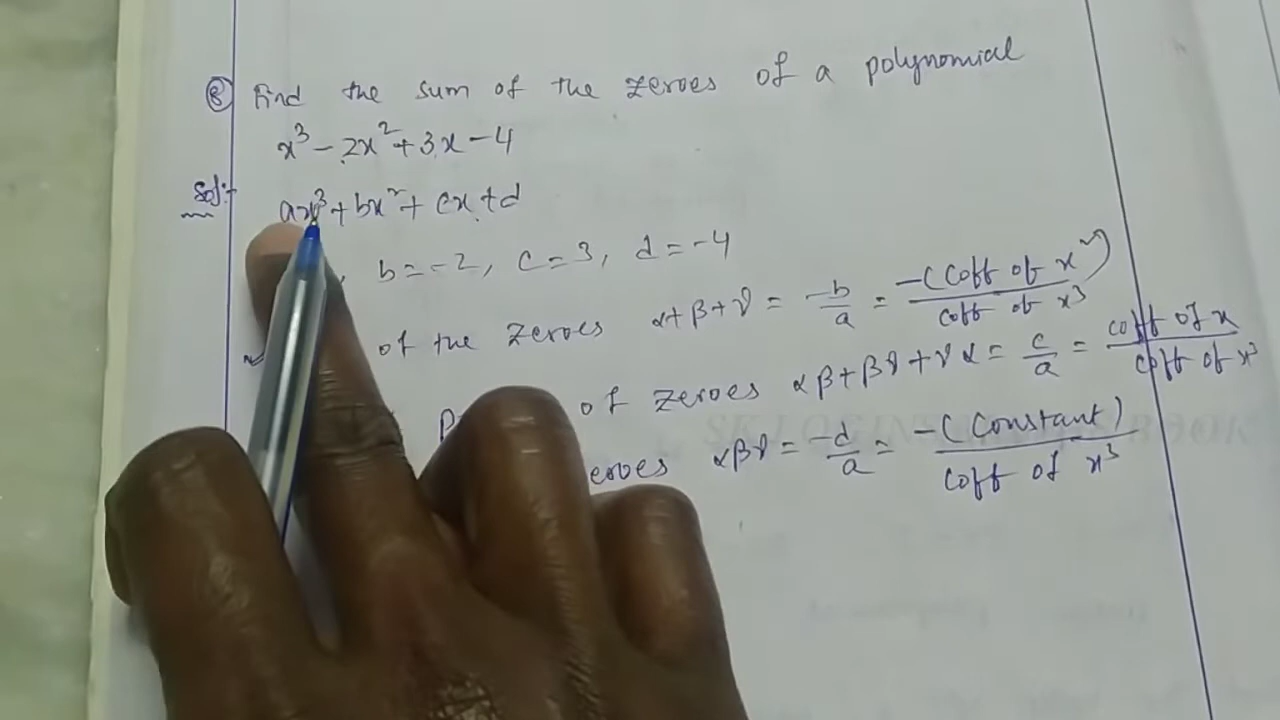 ⑧ Find the sum of the zeroes of a polynomial
x³ - 2x² + 3x - 4
Sol:- ax³ + bx² + cx + d
, b = -2, c = 3, d = -4
of the zeroes α+β+γ = -b/a = -(Coff of x²)/coff of x³
of zeroes αβ+βγ+γα = c/a = coff of x/coff of x³
eroes αβγ = -d/a = -(Constant)/Coff of x³